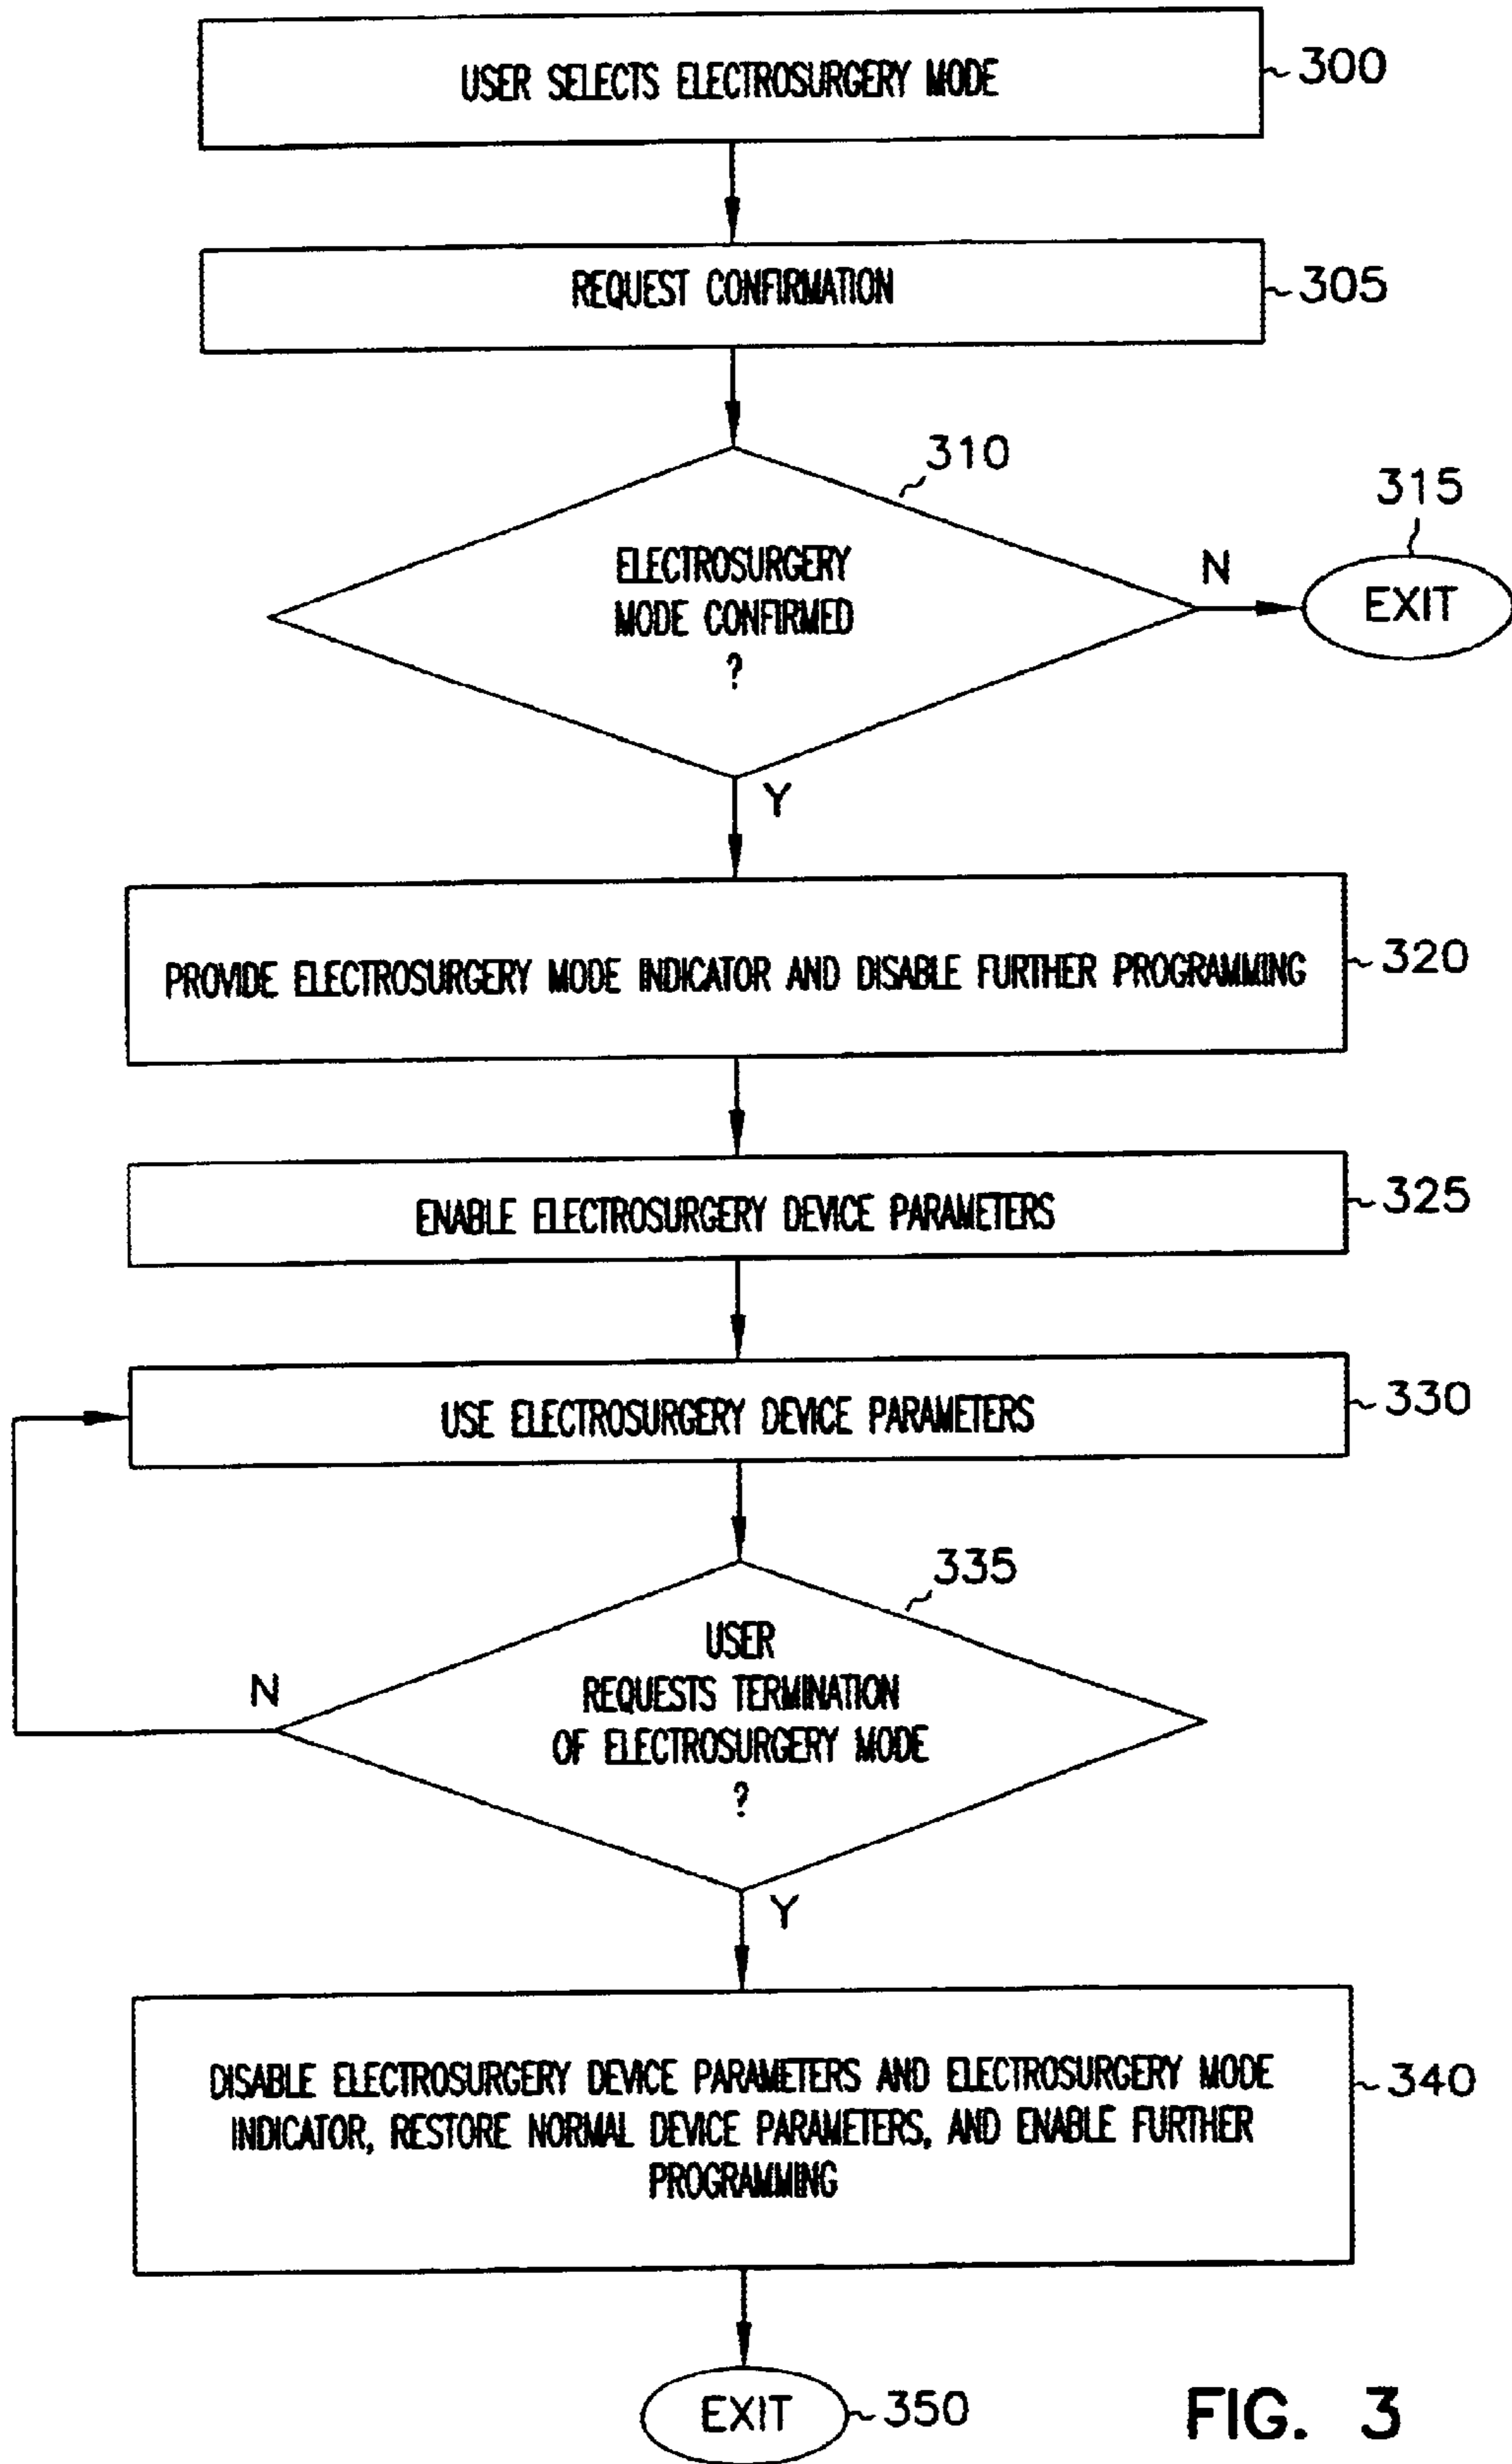 USER SELECTS ELECTROSURGERY MODE
300
REQUEST CONFIRMATION
305
310
ELECTROSURGERY
MODE CONFIRMED
?
N
315
EXIT
Y
PROVIDE ELECTROSURGERY MODE INDICATOR AND DISABLE FURTHER PROGRAMMING
320
ENABLE ELECTROSURGERY DEVICE PARAMETERS
325
USE ELECTROSURGERY DEVICE PARAMETERS
330
335
USER
REQUESTS TERMINATION
OF ELECTROSURGERY MODE
?
N
Y
DISABLE ELECTROSURGERY DEVICE PARAMETERS AND ELECTROSURGERY MODE
INDICATOR, RESTORE NORMAL DEVICE PARAMETERS, AND ENABLE FURTHER
PROGRAMMING
340
EXIT
350
FIG. 3